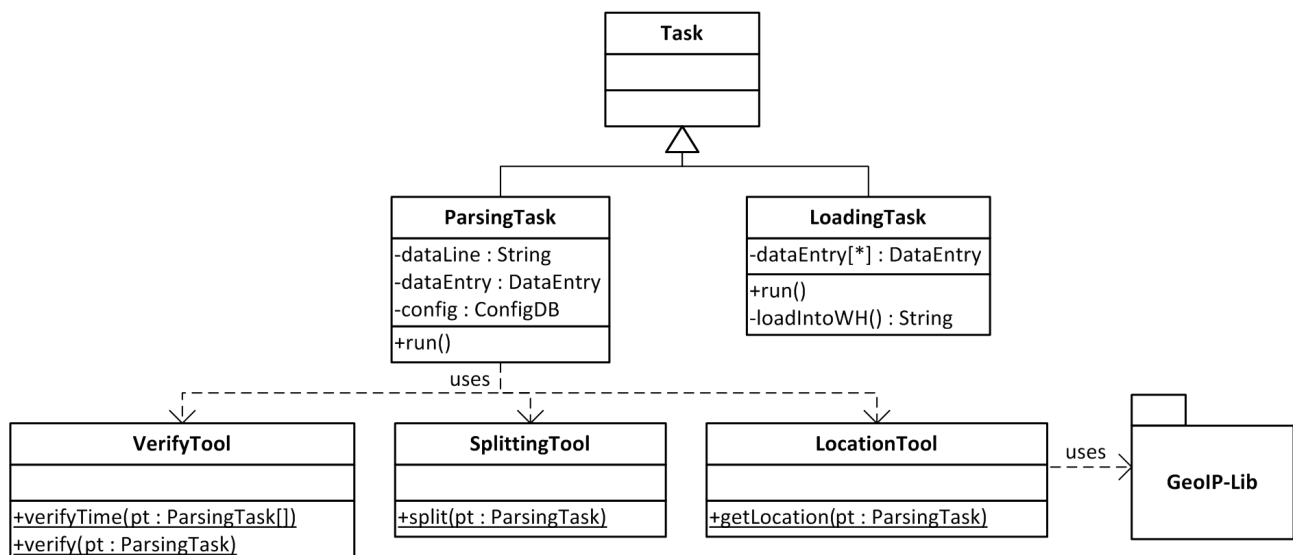 Task
ParsingTask
-dataLine : String
-dataEntry : DataEntry
-config : ConfigDB
+run()
LoadingTask
-dataEntry[*] : DataEntry
+run()
-loadIntoWH() : String
uses
VerifyTool
+verifyTime(pt : ParsingTask[])
+verify(pt : ParsingTask)
SplittingTool
+split(pt : ParsingTask)
LocationTool
+getLocation(pt : ParsingTask)
uses
GeoIP-Lib